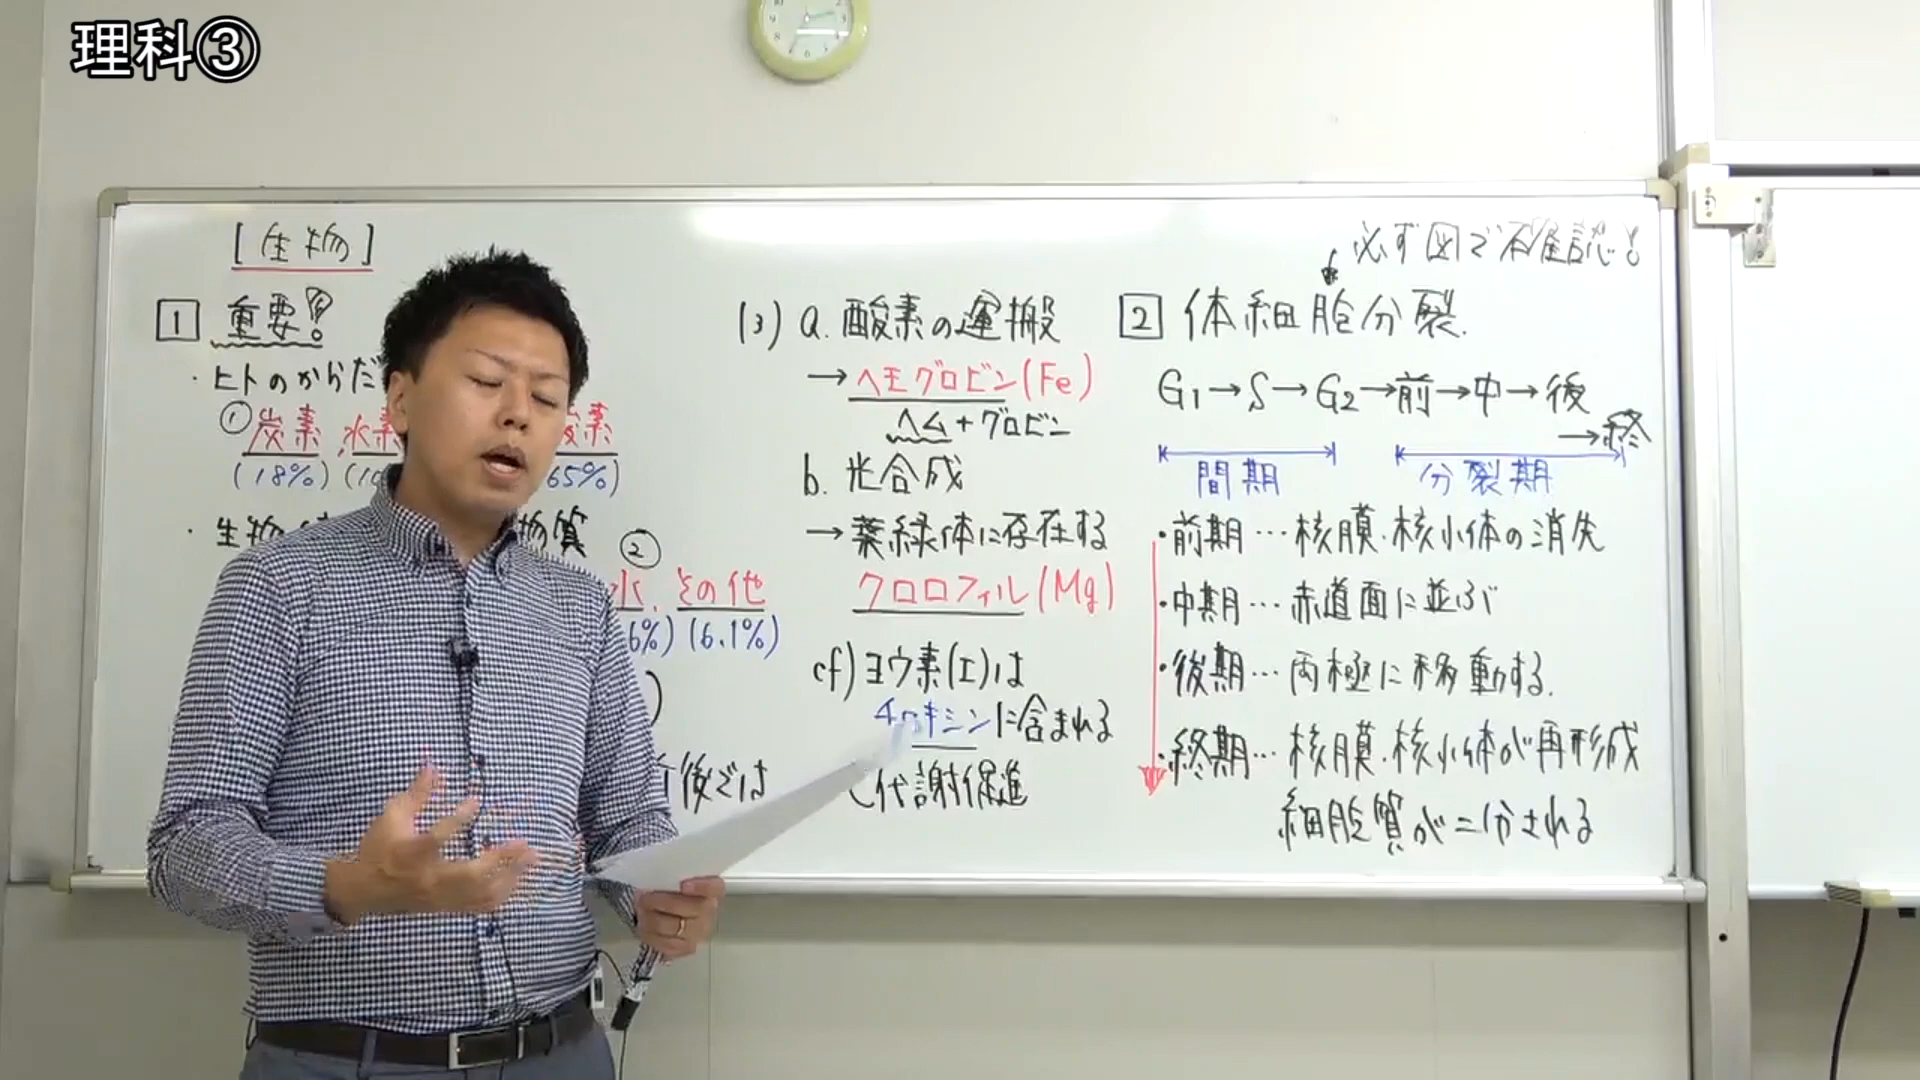 理科③
[生物]
1 重要!
・ヒトのからだ
① 炭素、水素 酸素
(18%) (10 65%)
・生物 物質
②
水、その他
6%) (6.1%)
)
前後では
(3) a. 酸素の運搬
→ヘモグロビン(Fe)
ヘム+グロビン
b. 光合成
→葉緑体に存在する
クロロフィル(Mg)
cf) ヨウ素(I)は
チロキシンに含まれる
代謝促進
必ず図で確認!
2 体細胞分裂.
G1→S→G2→前→中→後
→終
間期 分裂期
・前期…核膜・核小体の消失
・中期…赤道面に並ぶ
・後期…両極に移動する.
・終期…核膜・核小体が再形成
細胞質が二分される